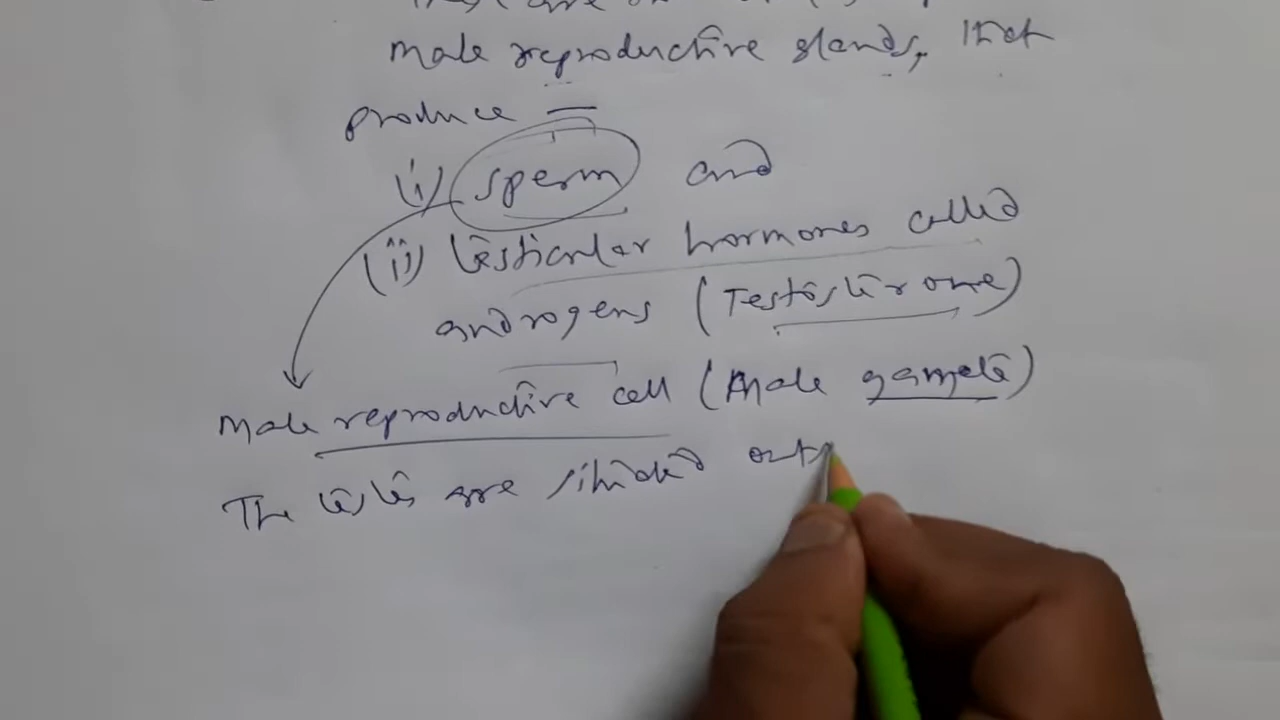 male reproductive glands, that
produce =
(i) sperm and
(ii) testicular hormones called
androgens (Testosterone)
Male reproductive cell (Male gamete)
The testes are situated outs